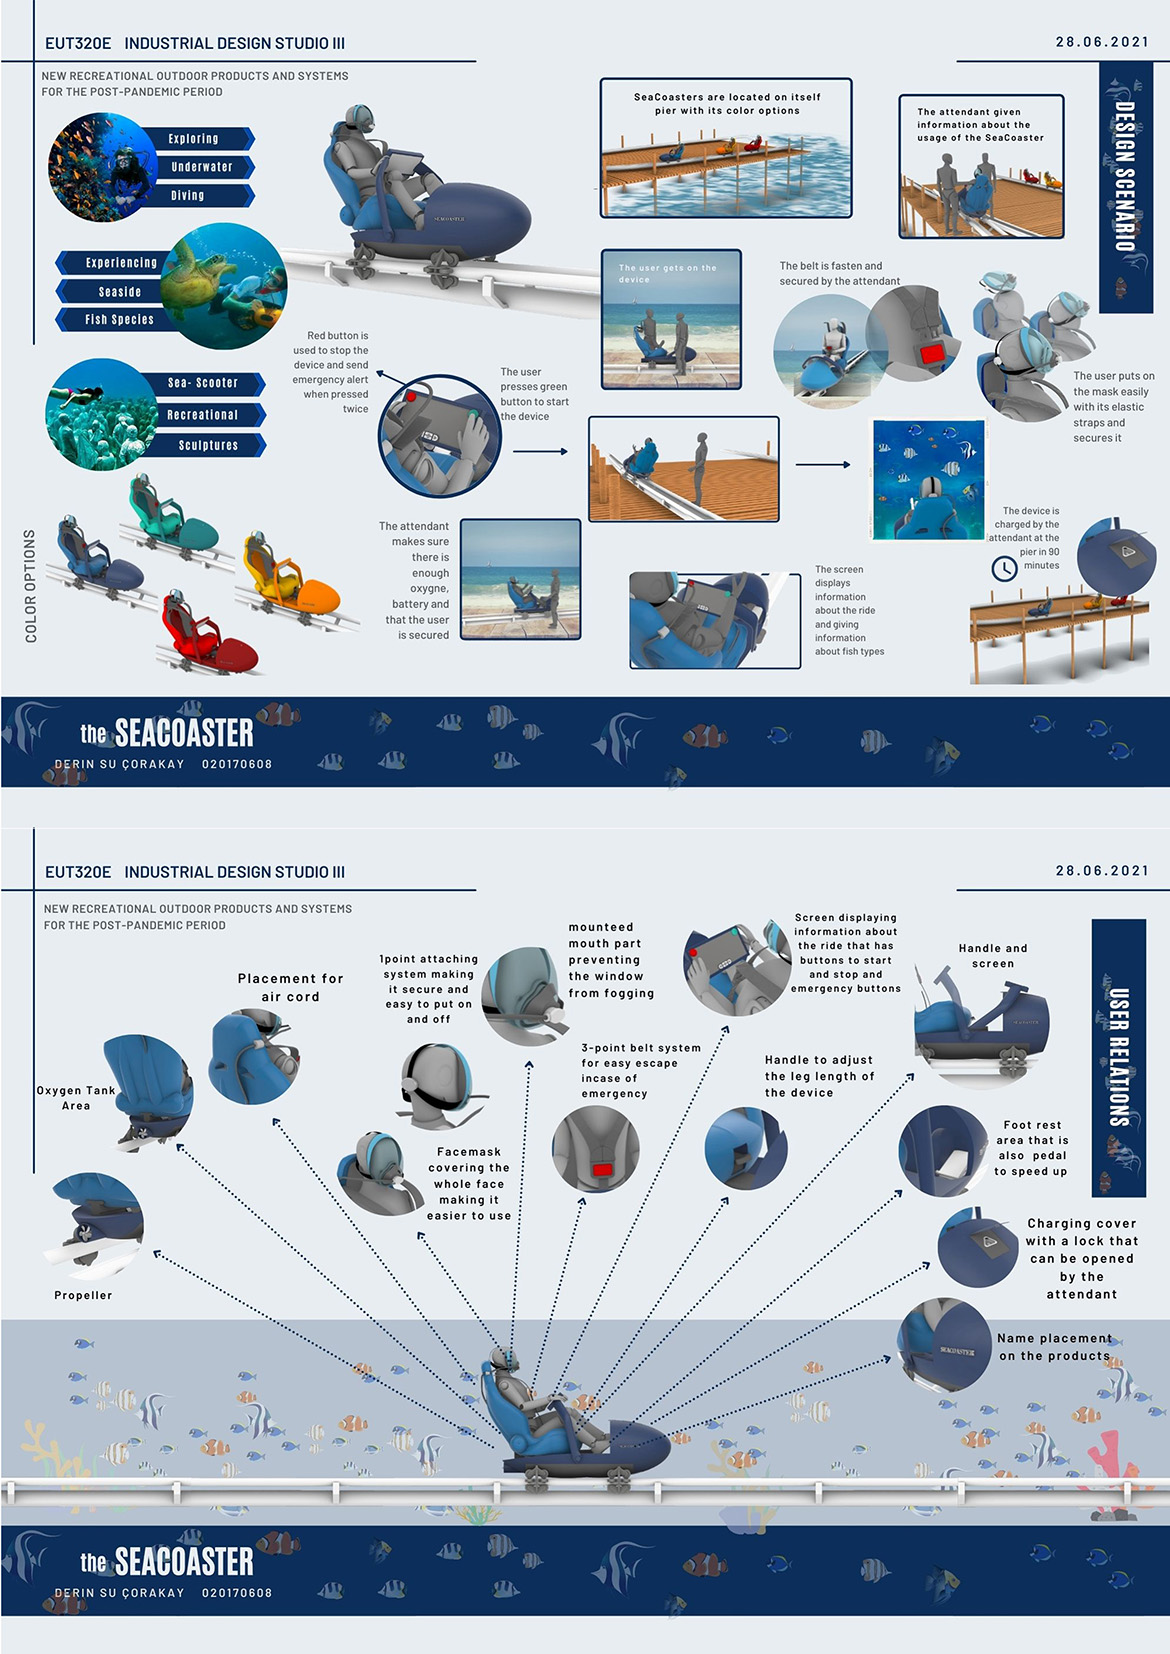 EUT320E INDUSTRIAL DESIGN STUDIO III
28.06.2021
NEW RECREATIONAL OUTDOOR PRODUCTS AND SYSTEMS
FOR THE POST-PANDEMIC PERIOD
DESIGN SCENARIO
Exploring
Underwater
Diving
Experiencing
Seaside
Fish Species
Sea- Scooter
Recreational
Sculptures
COLOR OPTIONS
SEACOASTER
SeaCoasters are located on itself
pier with its color options
The attendant given
information about the
usage of the SeaCoaster
The user gets on the
device
The belt is fasten and
secured by the attendant
The user puts on
the mask easily
with its elastic
straps and
secures it
Red button is
used to stop the
device and send
emergency alert
when pressed
twice
The user
presses green
button to start
the device
The attendant
makes sure
there is
enough
oxygne,
battery and
that the user
is secured
The screen
displays
information
about the ride
and giving
information
about fish types
The device is
charged by the
attendant at the
pier in 90
minutes
the SEACOASTER
DERIN SU ÇORAKAY 020170608
EUT320E INDUSTRIAL DESIGN STUDIO III
28.06.2021
NEW RECREATIONAL OUTDOOR PRODUCTS AND SYSTEMS
FOR THE POST-PANDEMIC PERIOD
USER RELATIONS
Oxygen Tank
Area
Propeller
Placement for
air cord
1point attaching
system making
it secure and
easy to put on
and off
Facemask
covering the
whole face
making it
easier to use
mounteed
mouth part
preventing
the window
from fogging
3-point belt system
for easy escape
incase of
emergency
Screen displaying
information about
the ride that has
buttons to start
and stop and
emergency buttons
Handle to adjust
the leg length of
the device
Handle and
screen
Foot rest
area that is
also pedal
to speed up
Charging cover
with a lock that
can be opened
by the
attendant
SEACOASTER
Name placement
on the products
the SEACOASTER
DERIN SU ÇORAKAY 020170608